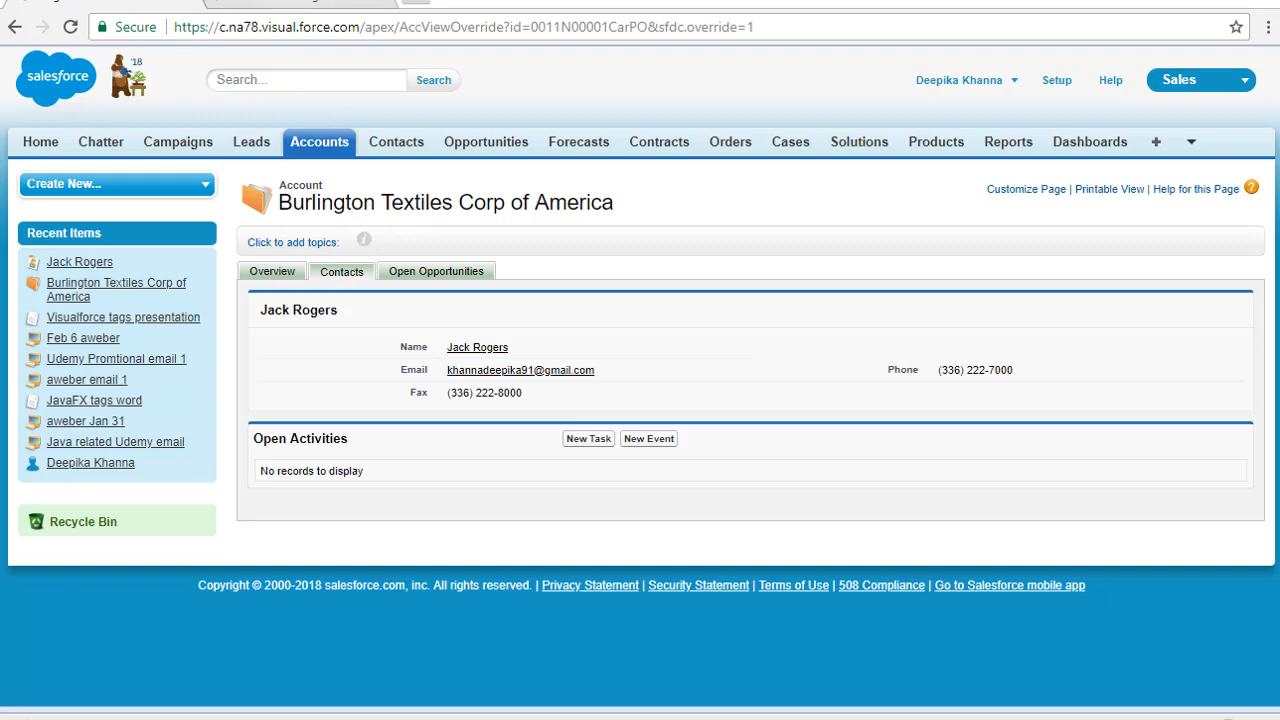 Secure
https://c.na78.visual.force.com/apex/AccViewOverride?id=0011N00001CarPO&sfdc.override=1
salesforce
'18
Search...
Search
Deepika Khanna
Setup
Help
Sales
Home
Chatter
Campaigns
Leads
Accounts
Contacts
Opportunities
Forecasts
Contracts
Orders
Cases
Solutions
Products
Reports
Dashboards
+
Create New...
Account
Burlington Textiles Corp of America
Customize Page | Printable View | Help for this Page ?
Recent Items
Jack Rogers
Burlington Textiles Corp of
America
Visualforce tags presentation
Feb 6 aweber
Udemy Promtional email 1
aweber email 1
JavaFX tags word
aweber Jan 31
Java related Udemy email
Deepika Khanna
Recycle Bin
Click to add topics: i
Overview
Contacts
Open Opportunities
Jack Rogers
Name Jack Rogers
Email khannadeepika91@gmail.com
Phone (336) 222-7000
Fax (336) 222-8000
Open Activities
New Task
New Event
No records to display
Copyright © 2000-2018 salesforce.com, inc. All rights reserved. | Privacy Statement | Security Statement | Terms of Use | 508 Compliance | Go to Salesforce mobile app